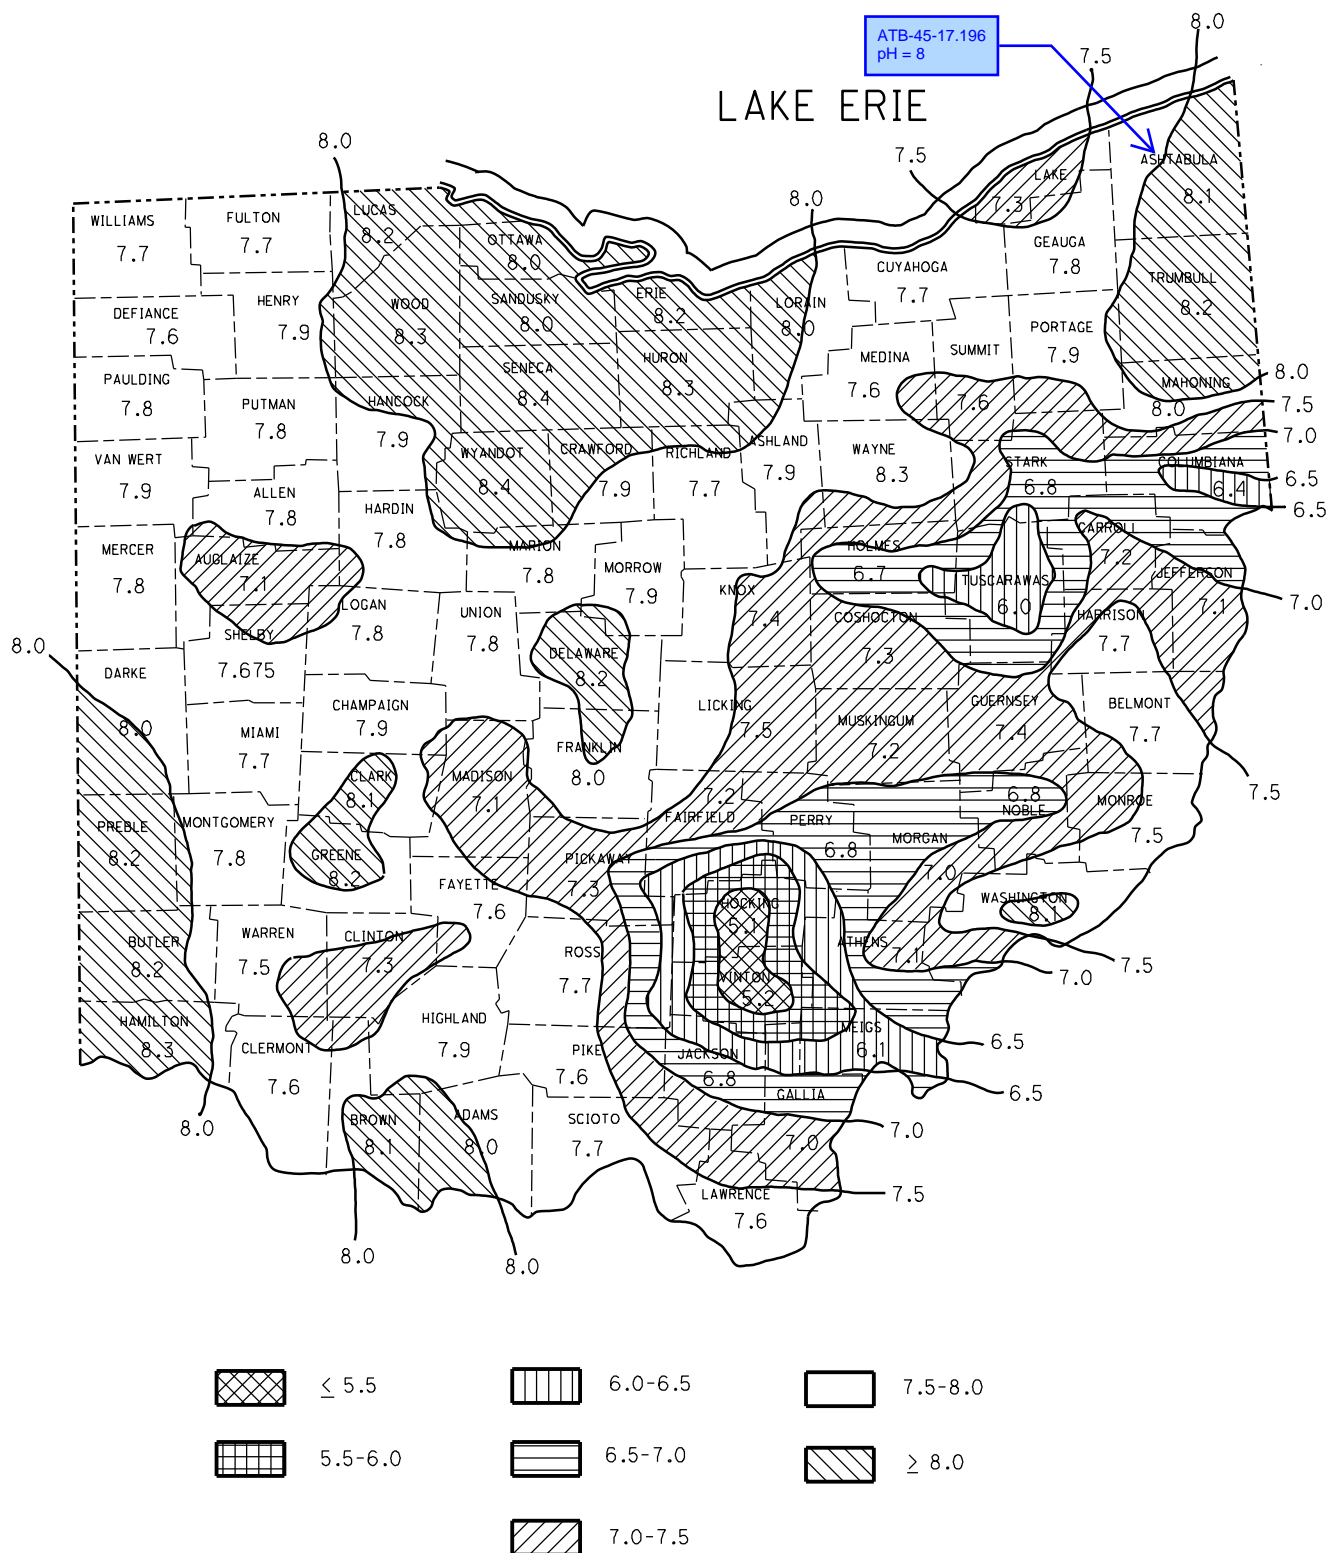 8.0
ATB-45-17.196
pH = 8
7.5
LAKE ERIE
8.0
7.5
ASHTABULA
LAKE
8.1
7.3
8.0
LUCAS
8.2
WILLIAMS
7.7
FULTON
7.7
OTTAWA
8.0
GEAUGA
7.8
CUYAHOGA
7.7
TRUMBULL
8.2
DEFIANCE
7.6
HENRY
7.9
WOOD
8.3
SANDUSKY
8.0
ERIE
8.2
LORAIN
8.0
PORTAGE
7.9
SUMMIT
7.6
MEDINA
7.6
SENECA
8.4
HURON
8.3
PAULDING
7.8
PUTMAN
7.8
HANCOCK
7.9
MAHONING
8.0
8.0
7.5
7.0
VAN WERT
7.9
ALLEN
7.8
WYANDOT
8.4
CRAWFORD
7.9
RICHLAND
7.7
ASHLAND
7.9
WAYNE
8.3
STARK
6.8
COLUMBIANA
6.4
6.5
6.5
HARDIN
7.8
MERCER
7.8
AUGLAIZE
7.1
MARION
7.8
MORROW
7.9
KNOX
7.4
HOLMES
6.7
TUSCARAWAS
6.0
CARROLL
7.2
JEFFERSON
7.1
7.0
SHELBY
7.675
LOGAN
7.8
UNION
7.8
DELAWARE
8.2
COSHOCTON
7.3
HARRISON
7.7
8.0
DARKE
8.0
MIAMI
7.7
CHAMPAIGN
7.9
LICKING
7.5
MUSKINGUM
7.2
GUERNSEY
7.4
BELMONT
7.7
FRANKLIN
8.0
CLARK
8.1
MADISON
7.1
7.5
PREBLE
8.2
MONTGOMERY
7.8
GREENE
8.2
7.2
FAIRFIELD
PERRY
6.8
6.8
NOBLE
MONROE
7.5
MORGAN
7.0
PICKAWAY
7.3
FAYETTE
7.6
HOCKING
5.1
WASHINGTON
8.1
BUTLER
8.2
WARREN
7.5
CLINTON
7.3
ROSS
7.7
ATHENS
7.1
VINTON
5.2
7.5
7.0
HAMILTON
8.3
CLERMONT
7.6
HIGHLAND
7.9
PIKE
7.6
JACKSON
6.8
MEIGS
6.1
6.5
6.5
GALLIA
7.0
7.0
8.0
BROWN
8.1
ADAMS
8.0
SCIOTO
7.7
LAWRENCE
7.6
7.5
8.0
8.0
≤ 5.5
6.0-6.5
7.5-8.0
5.5-6.0
6.5-7.0
≥ 8.0
7.0-7.5